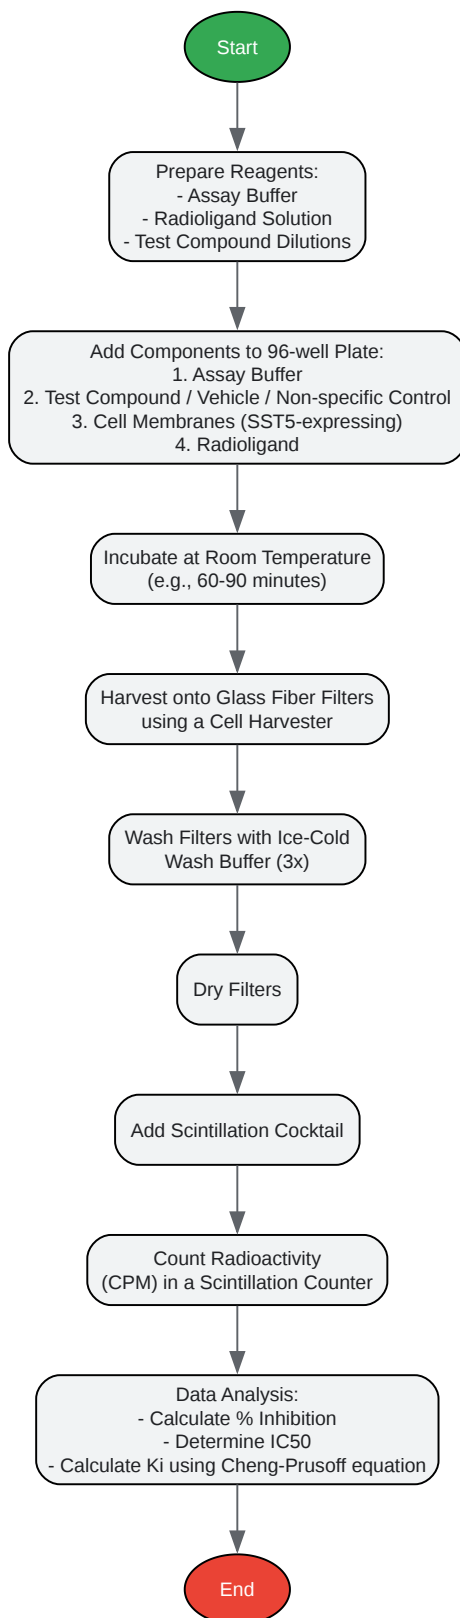 Start
Prepare Reagents:
- Assay Buffer
- Radioligand Solution
- Test Compound Dilutions
Add Components to 96-well Plate:
1. Assay Buffer
2. Test Compound / Vehicle / Non-specific Control
3. Cell Membranes (SST5-expressing)
4. Radioligand
Incubate at Room Temperature
(e.g., 60-90 minutes)
Harvest onto Glass Fiber Filters
using a Cell Harvester
Wash Filters with Ice-Cold
Wash Buffer (3x)
Dry Filters
Add Scintillation Cocktail
Count Radioactivity
(CPM) in a Scintillation Counter
Data Analysis:
- Calculate % Inhibition
- Determine IC50
- Calculate Ki using Cheng-Prusoff equation
End